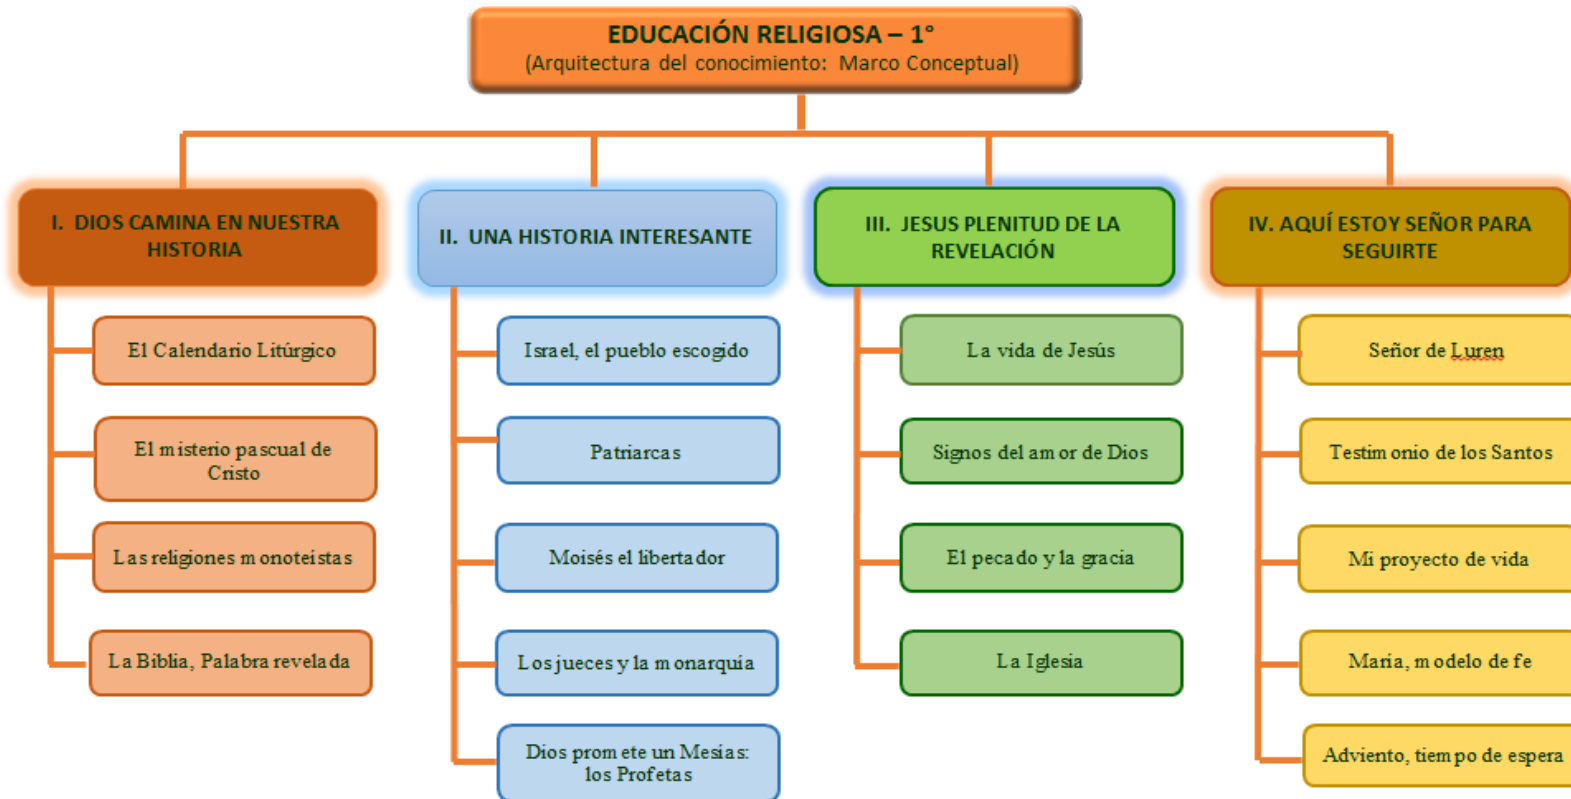 EDUCACIÓN RELIGIOSA – 1°
(Arquitectura del conocimiento: Marco Conceptual)
I. DIOS CAMINA EN NUESTRA
HISTORIA
El Calendario Litúrgico
El misterio pascual de
Cristo
Las religiones monoteístas
La Biblia, Palabra revelada
II. UNA HISTORIA INTERESANTE
Israel, el pueblo escogido
Patriarcas
Moisés el libertador
Los jueces y la monarquía
Dios promete un Mesías:
los Profetas
III. JESUS PLENITUD DE LA
REVELACIÓN
La vida de Jesús
Signos del amor de Dios
El pecado y la gracia
La Iglesia
IV. AQUÍ ESTOY SEÑOR PARA
SEGUIRTE
Señor de Luren
Testimonio de los Santos
Mi proyecto de vida
María, modelo de fe
Adviento, tiempo de espera